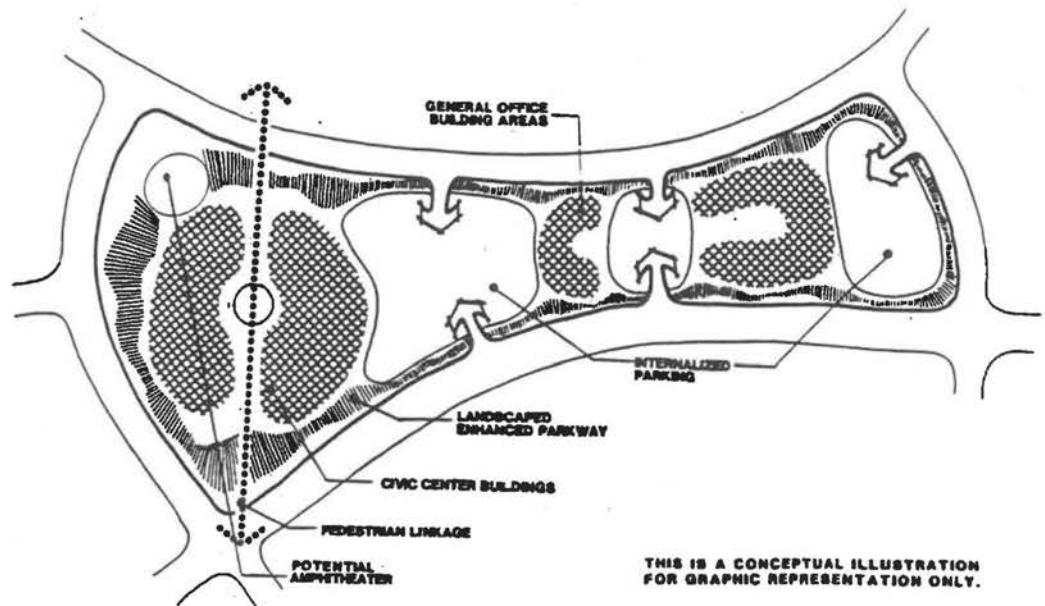 GENERAL OFFICE
BUILDING AREAS
INTERNALIZED
PARKING
LANDSCAPED
ENHANCED PARKWAY
CIVIC CENTER BUILDINGS
PEDESTRIAN LINKAGE
POTENTIAL
AMPHITHEATER
THIS IS A CONCEPTUAL ILLUSTRATION
FOR GRAPHIC REPRESENTATION ONLY.